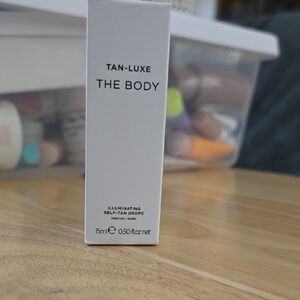 TAN-LUXE
THE BODY
ILLUMINATING
SELF-TAN DROPS
MEDIUM / DARK
15ml ℮ 0.50 fl.oz net